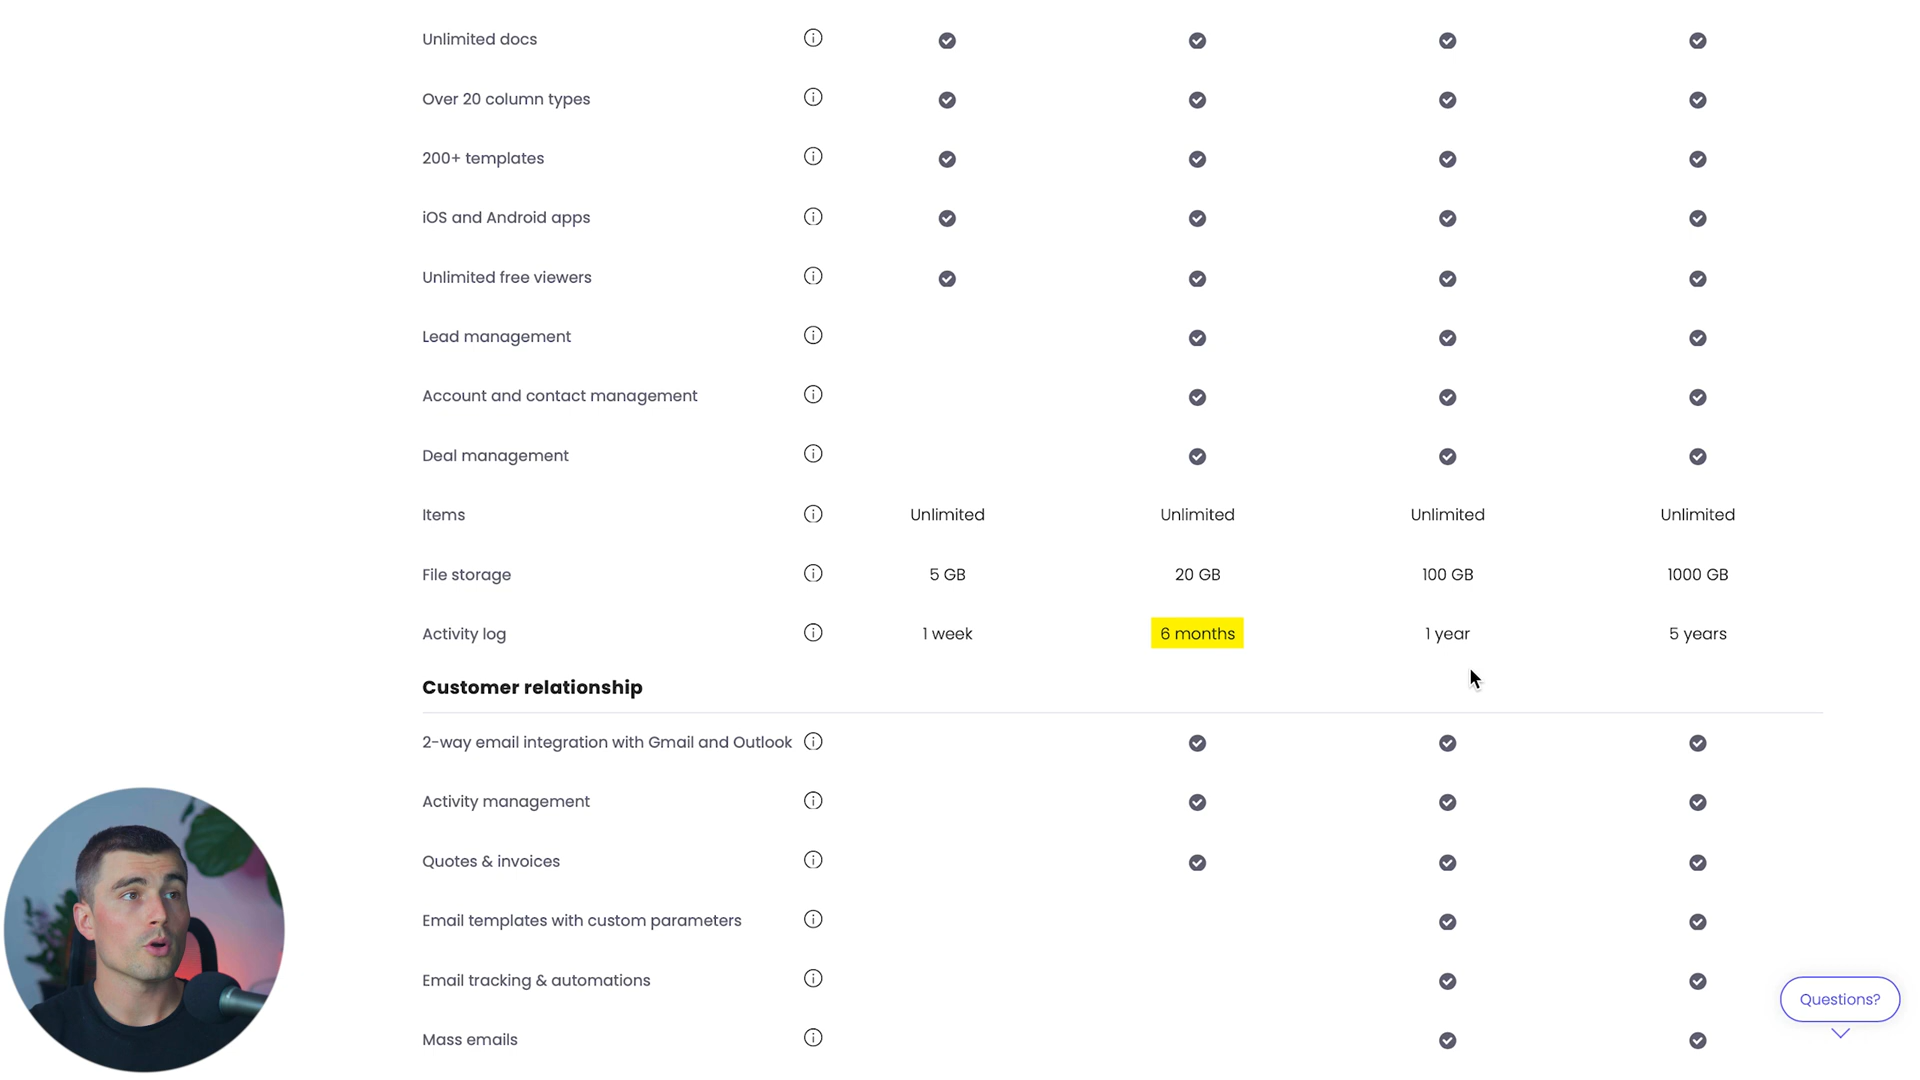 Unlimited docs
Over 20 column types
200+ templates
iOS and Android apps
Unlimited free viewers
Lead management
Account and contact management
Deal management
Items Unlimited Unlimited Unlimited Unlimited
File storage 5 GB 20 GB 100 GB 1000 GB
Activity log 1 week 6 months 1 year 5 years
Customer relationship
2-way email integration with Gmail and Outlook
Activity management
Quotes & invoices
Email templates with custom parameters
Email tracking & automations
Mass emails
Questions?